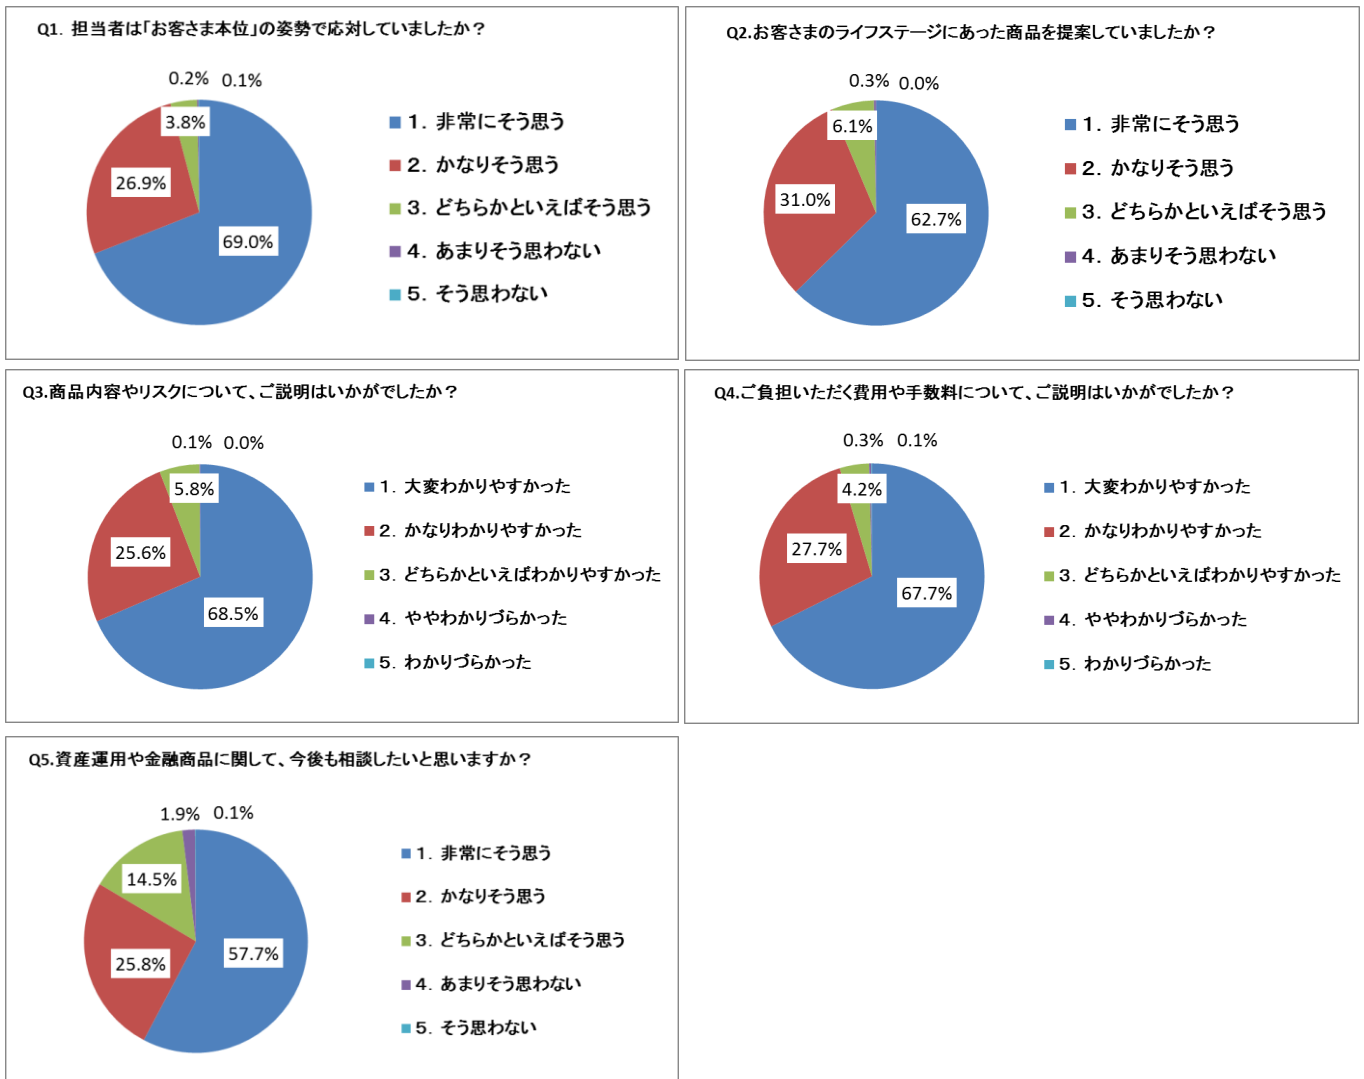 Q1. 担当者は「お客さま本位」の姿勢で応対していましたか？
0.2% 0.1%
3.8%
26.9%
69.0%
1. 非常にそう思う
2. かなりそう思う
3. どちらかといえばそう思う
4. あまりそう思わない
5. そう思わない
Q2.お客さまのライフステージにあった商品を提案していましたか？
0.3% 0.0%
6.1%
31.0%
62.7%
1. 非常にそう思う
2. かなりそう思う
3. どちらかといえばそう思う
4. あまりそう思わない
5. そう思わない
Q3.商品内容やリスクについて、ご説明はいかがでしたか？
0.1% 0.0%
5.8%
25.6%
68.5%
1. 大変わかりやすかった
2. かなりわかりやすかった
3. どちらかといえばわかりやすかった
4. ややわかりづらかった
5. わかりづらかった
Q4.ご負担いただく費用や手数料について、ご説明はいかがでしたか？
0.3% 0.1%
4.2%
27.7%
67.7%
1. 大変わかりやすかった
2. かなりわかりやすかった
3. どちらかといえばわかりやすかった
4. ややわかりづらかった
5. わかりづらかった
Q5.資産運用や金融商品に関して、今後も相談したいと思いますか？
1.9% 0.1%
14.5%
25.8%
57.7%
1. 非常にそう思う
2. かなりそう思う
3. どちらかといえばそう思う
4. あまりそう思わない
5. そう思わない